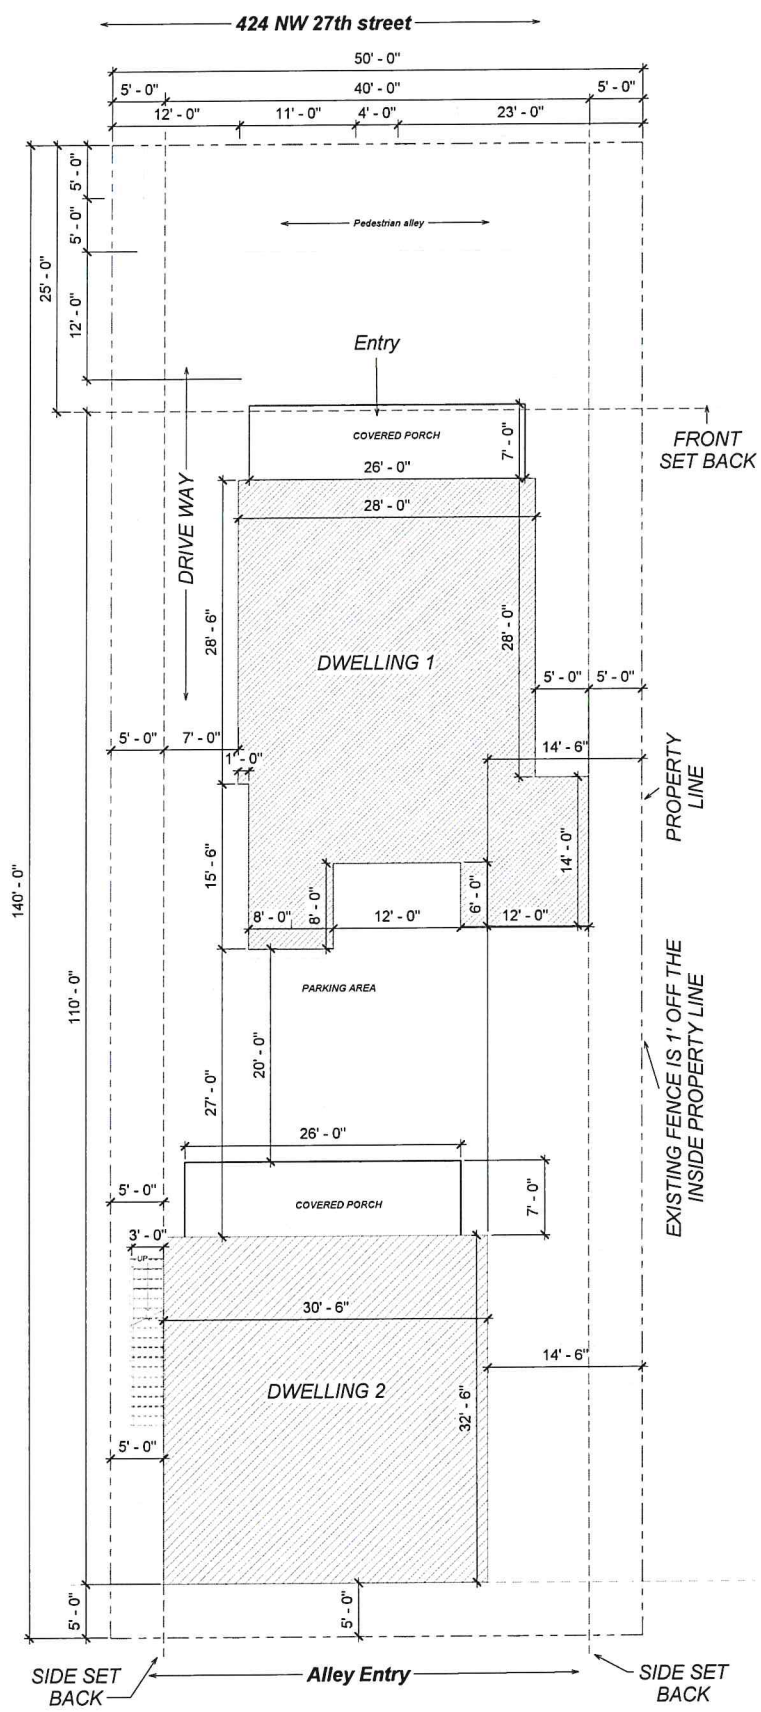 424 NW 27th street
50' - 0"
5' - 0"
40' - 0"
5' - 0"
12' - 0"
11' - 0"
4' - 0"
23' - 0"
5' - 0"
5' - 0"
12' - 0"
25' - 0"
Pedestrian alley
Entry
COVERED PORCH
7' - 0"
FRONT
SET BACK
26' - 0"
28' - 0"
DRIVE WAY
28' - 6"
28' - 0"
DWELLING 1
5' - 0"
5' - 0"
5' - 0"
7' - 0"
14' - 6"
1' - 0"
PROPERTY
LINE
15' - 6"
14' - 0"
8' - 0"
6' - 0"
8' - 0"
12' - 0"
12' - 0"
140' - 0"
110' - 0"
PARKING AREA
20' - 0"
27' - 0"
EXISTING FENCE IS 1' OFF THE
INSIDE PROPERTY LINE
26' - 0"
5' - 0"
COVERED PORCH
7' - 0"
3' - 0"
UP
30' - 6"
14' - 6"
DWELLING 2
32' - 6"
5' - 0"
5' - 0"
5' - 0"
SIDE SET
BACK
Alley Entry
SIDE SET
BACK